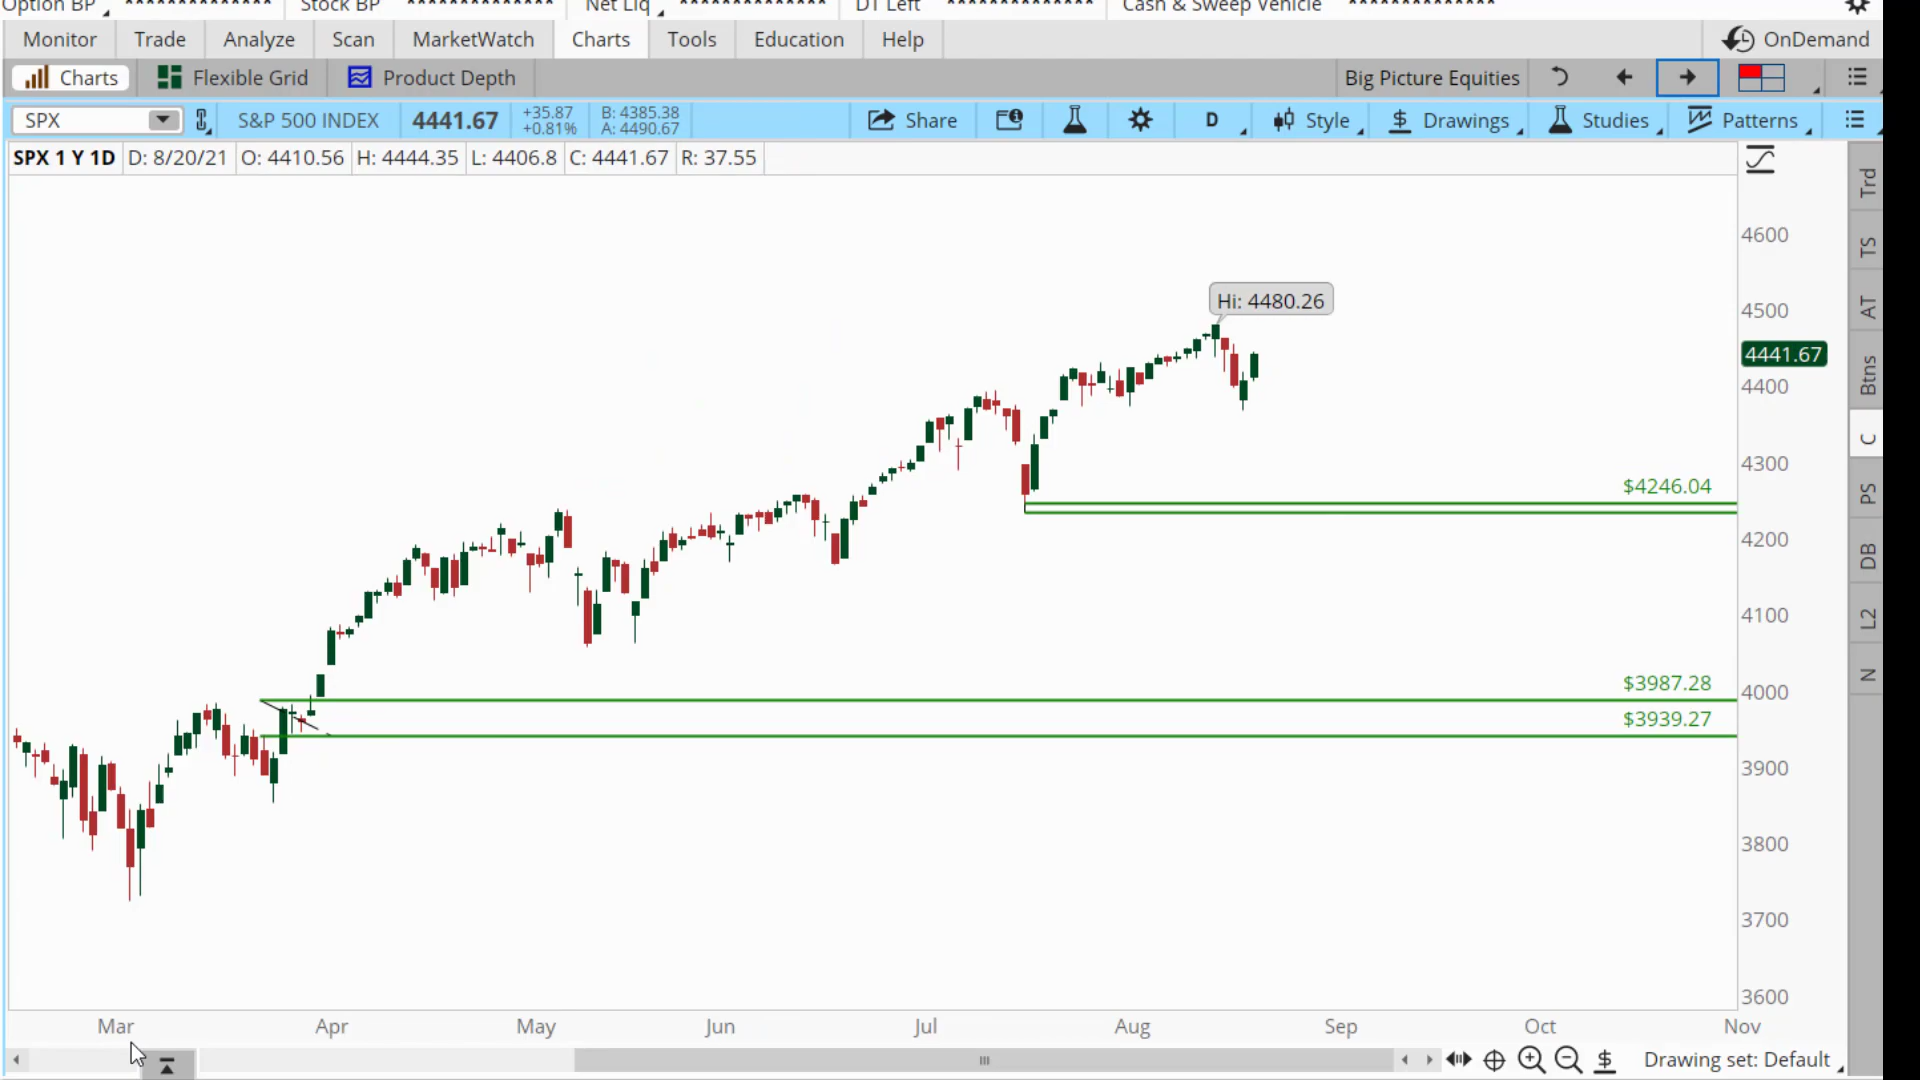 Option BP ************** Stock BP ************** Net Liq ************** DT Left ************** Cash & Sweep Vehicle **************
Monitor Trade Analyze Scan MarketWatch Charts Tools Education Help OnDemand
Charts Flexible Grid Product Depth Big Picture Equities
SPX S&P 500 INDEX 4441.67 +35.87 +0.81% B: 4385.38 A: 4490.67 Share D Style Drawings Studies Patterns
SPX 1 Y 1D D: 8/20/21 O: 4410.56 H: 4444.35 L: 4406.8 C: 4441.67 R: 37.55
Trd
TS
AT
Btns
C
PS
DB
L2
N
4600
Hi: 4480.26
4500
4441.67
4400
4300
$4246.04
4200
4100
$3987.28
4000
$3939.27
3900
3800
3700
3600
Mar Apr May Jun Jul Aug Sep Oct Nov
Drawing set: Default